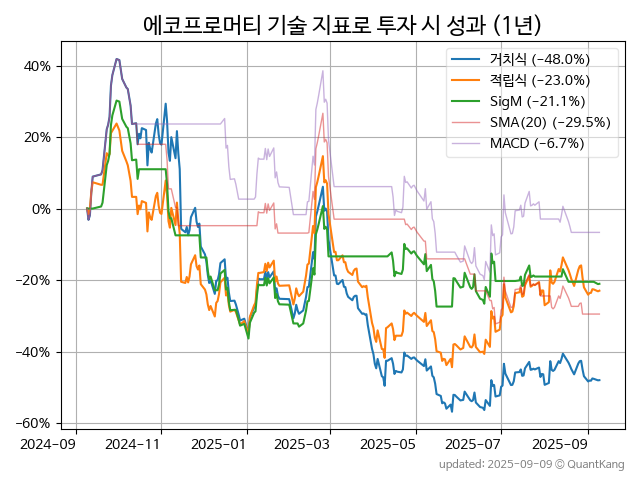 에코프로머티 기술 지표로 투자 시 성과 (1년)
거치식 (−48.0%)
적립식 (−23.0%)
SigM (−21.1%)
SMA(20) (−29.5%)
MACD (−6.7%)
40%
20%
0%
−20%
−40%
−60%
2024-09 2024-11 2025-01 2025-03 2025-05 2025-07 2025-09
updated: 2025-09-09 ⓒ QuantKang